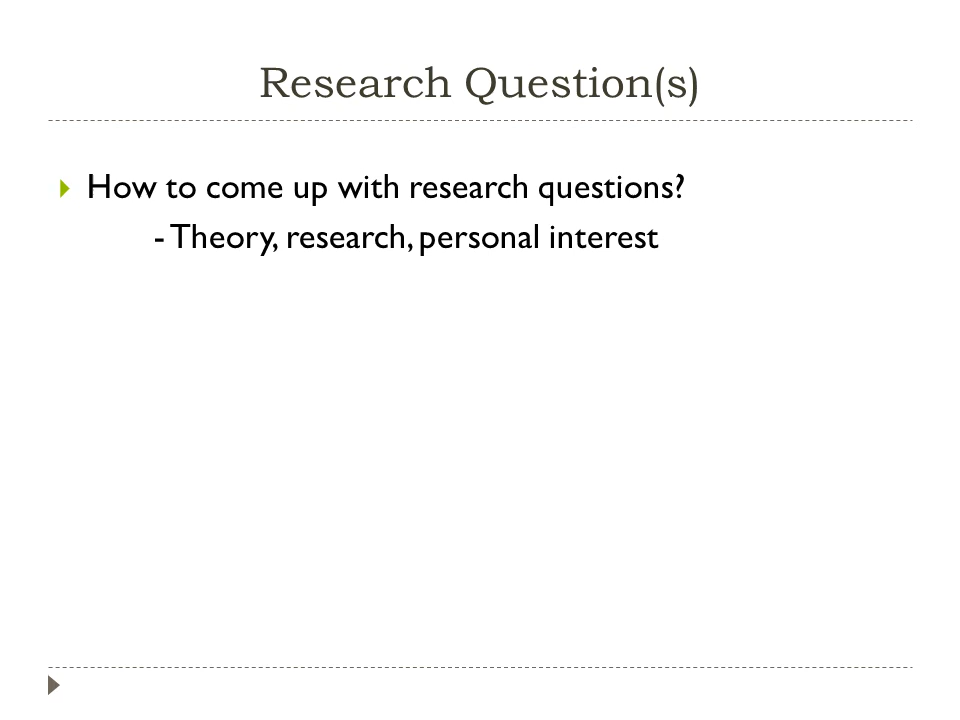 Research Question(s)
How to come up with research questions?
- Theory, research, personal interest